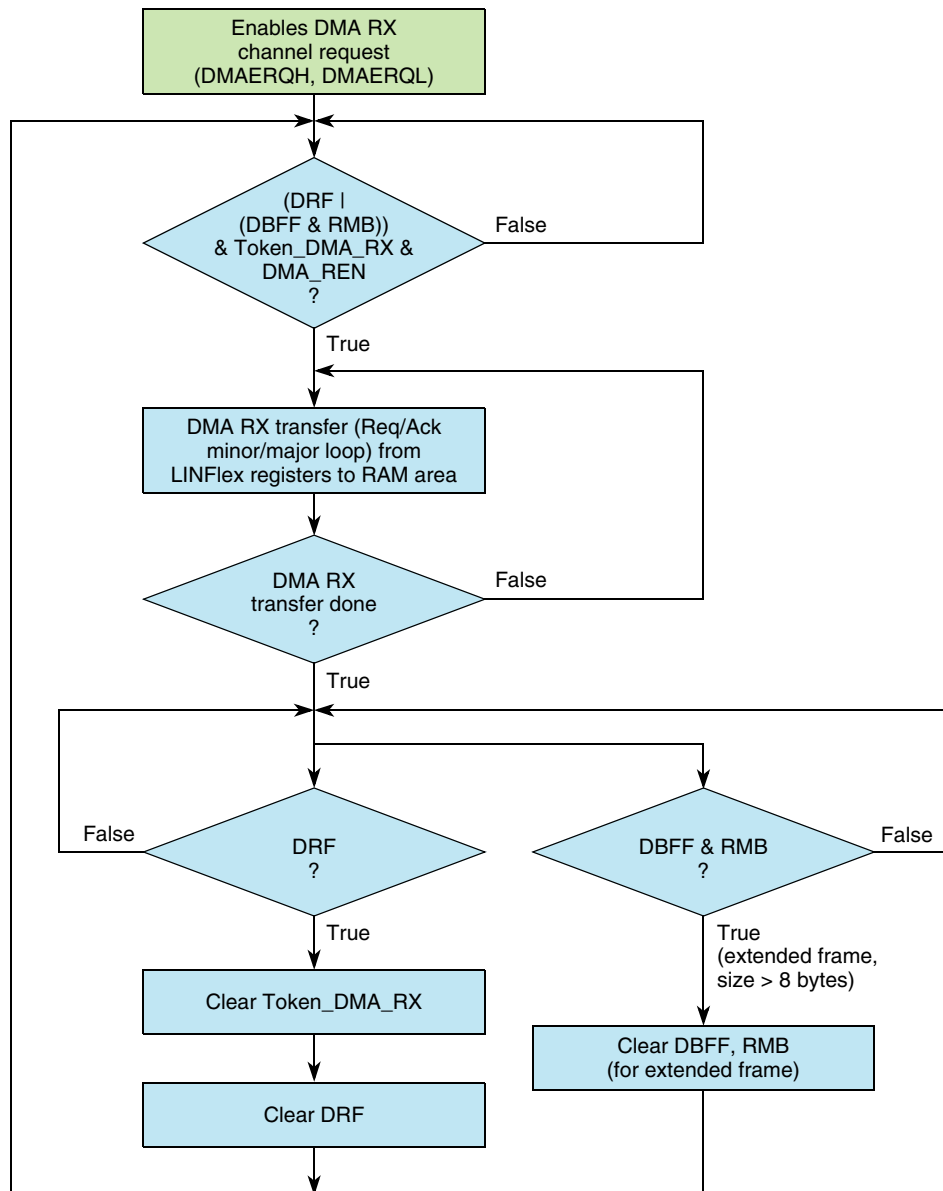 Enables DMA RX
channel request
(DMAERQH, DMAERQL)
(DRF |
(DBFF & RMB))
& Token_DMA_RX &
DMA_REN
?
False
True
DMA RX transfer (Req/Ack
minor/major loop) from
LINFlex registers to RAM area
DMA RX
transfer done
?
False
True
False
DRF
?
DBFF & RMB
?
False
True
True
(extended frame,
size > 8 bytes)
Clear Token_DMA_RX
Clear DBFF, RMB
(for extended frame)
Clear DRF